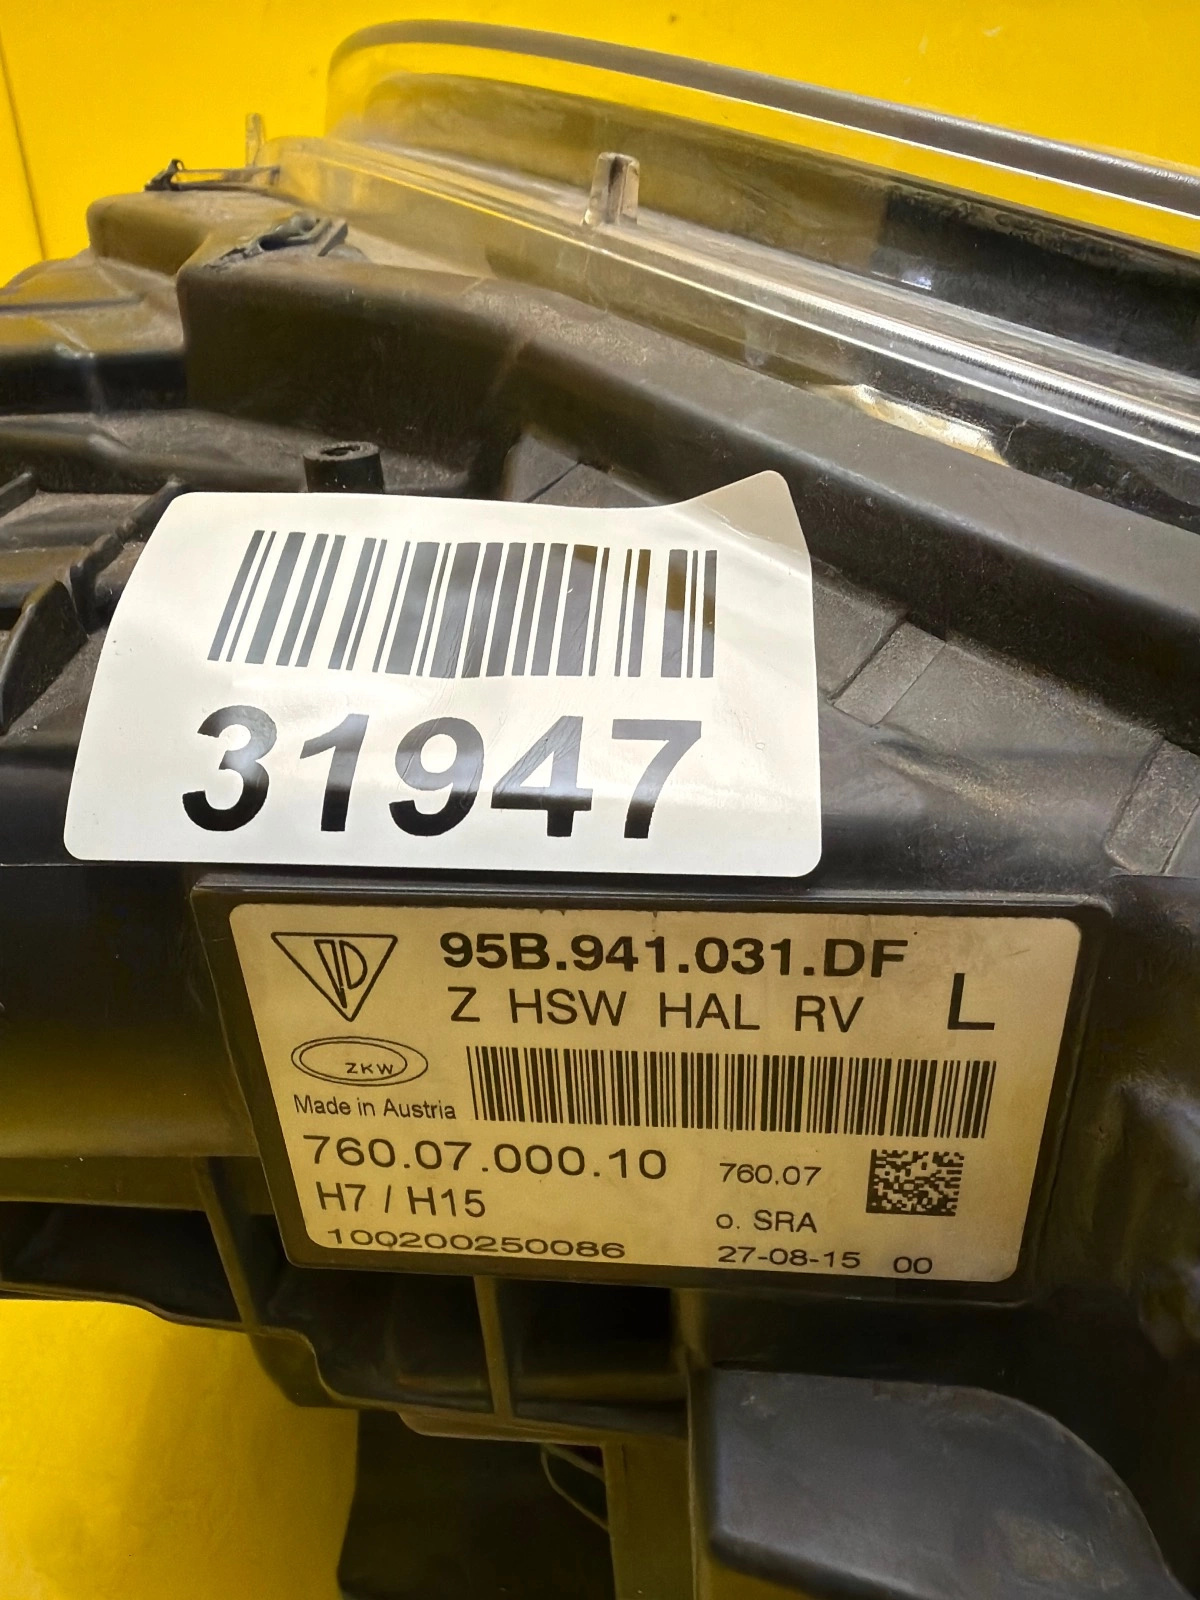 31947
95B.941.031.DF
Z HSW HAL RV L
ZKW
Made in Austria
760.07.000.10
760.07
H7 / H15
o. SRA
100200250086
27-08-15 00